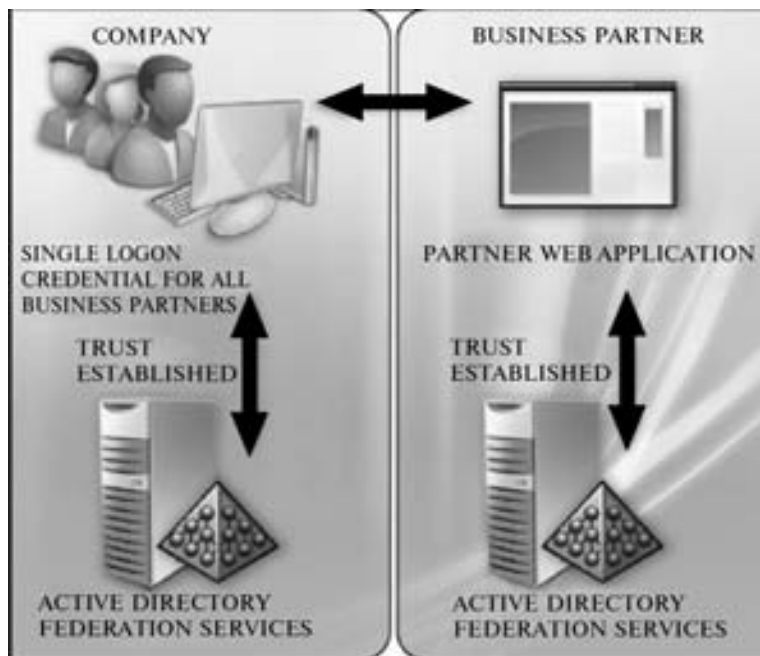 COMPANY
SINGLE LOGON
CREDENTIAL FOR ALL
BUSINESS PARTNERS
TRUST
ESTABLISHED
ACTIVE DIRECTORY
FEDERATION SERVICES
BUSINESS PARTNER
PARTNER WEB APPLICATION
TRUST
ESTABLISHED
ACTIVE DIRECTORY
FEDERATION SERVICES